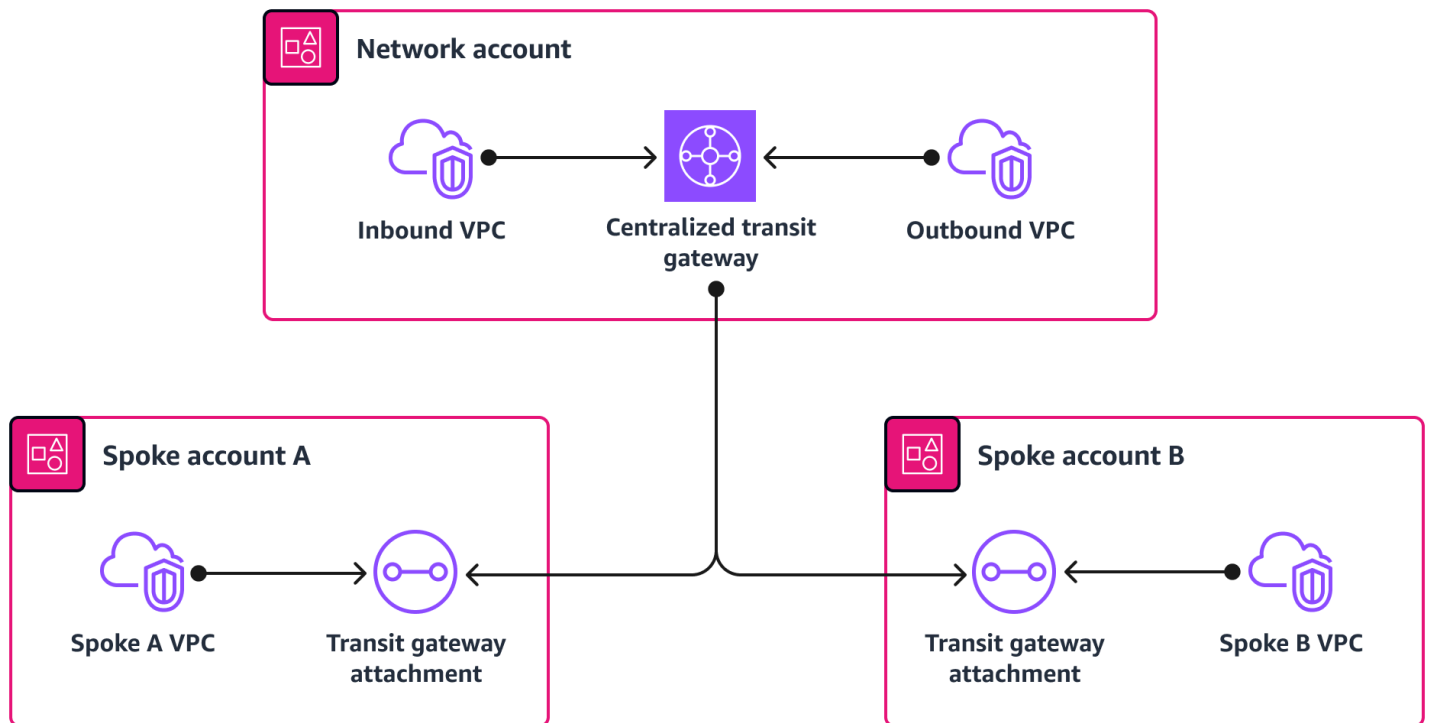 Network account
Inbound VPC
Centralized transit
gateway
Outbound VPC
Spoke account A
Spoke A VPC
Transit gateway
attachment
Spoke account B
Transit gateway
attachment
Spoke B VPC